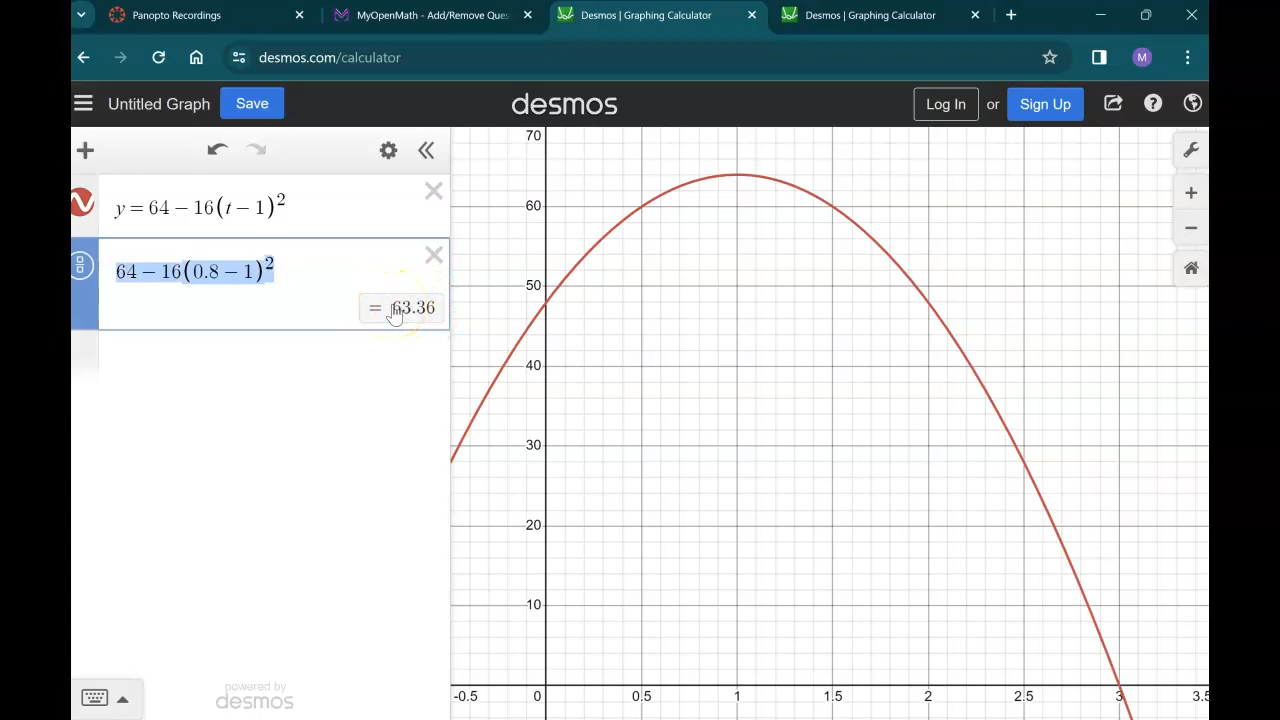 Panopto Recordings
MyOpenMath - Add/Remove Ques
Desmos | Graphing Calculator
Desmos | Graphing Calculator
desmos.com/calculator
M
Untitled Graph
Save
desmos
Log In or Sign Up
y = 64 − 16(t − 1)²
64 − 16(0.8 − 1)²
= 63.36
70
60
50
40
30
20
10
-0.5 0 0.5 1 1.5 2 2.5 3 3.5
powered by
desmos